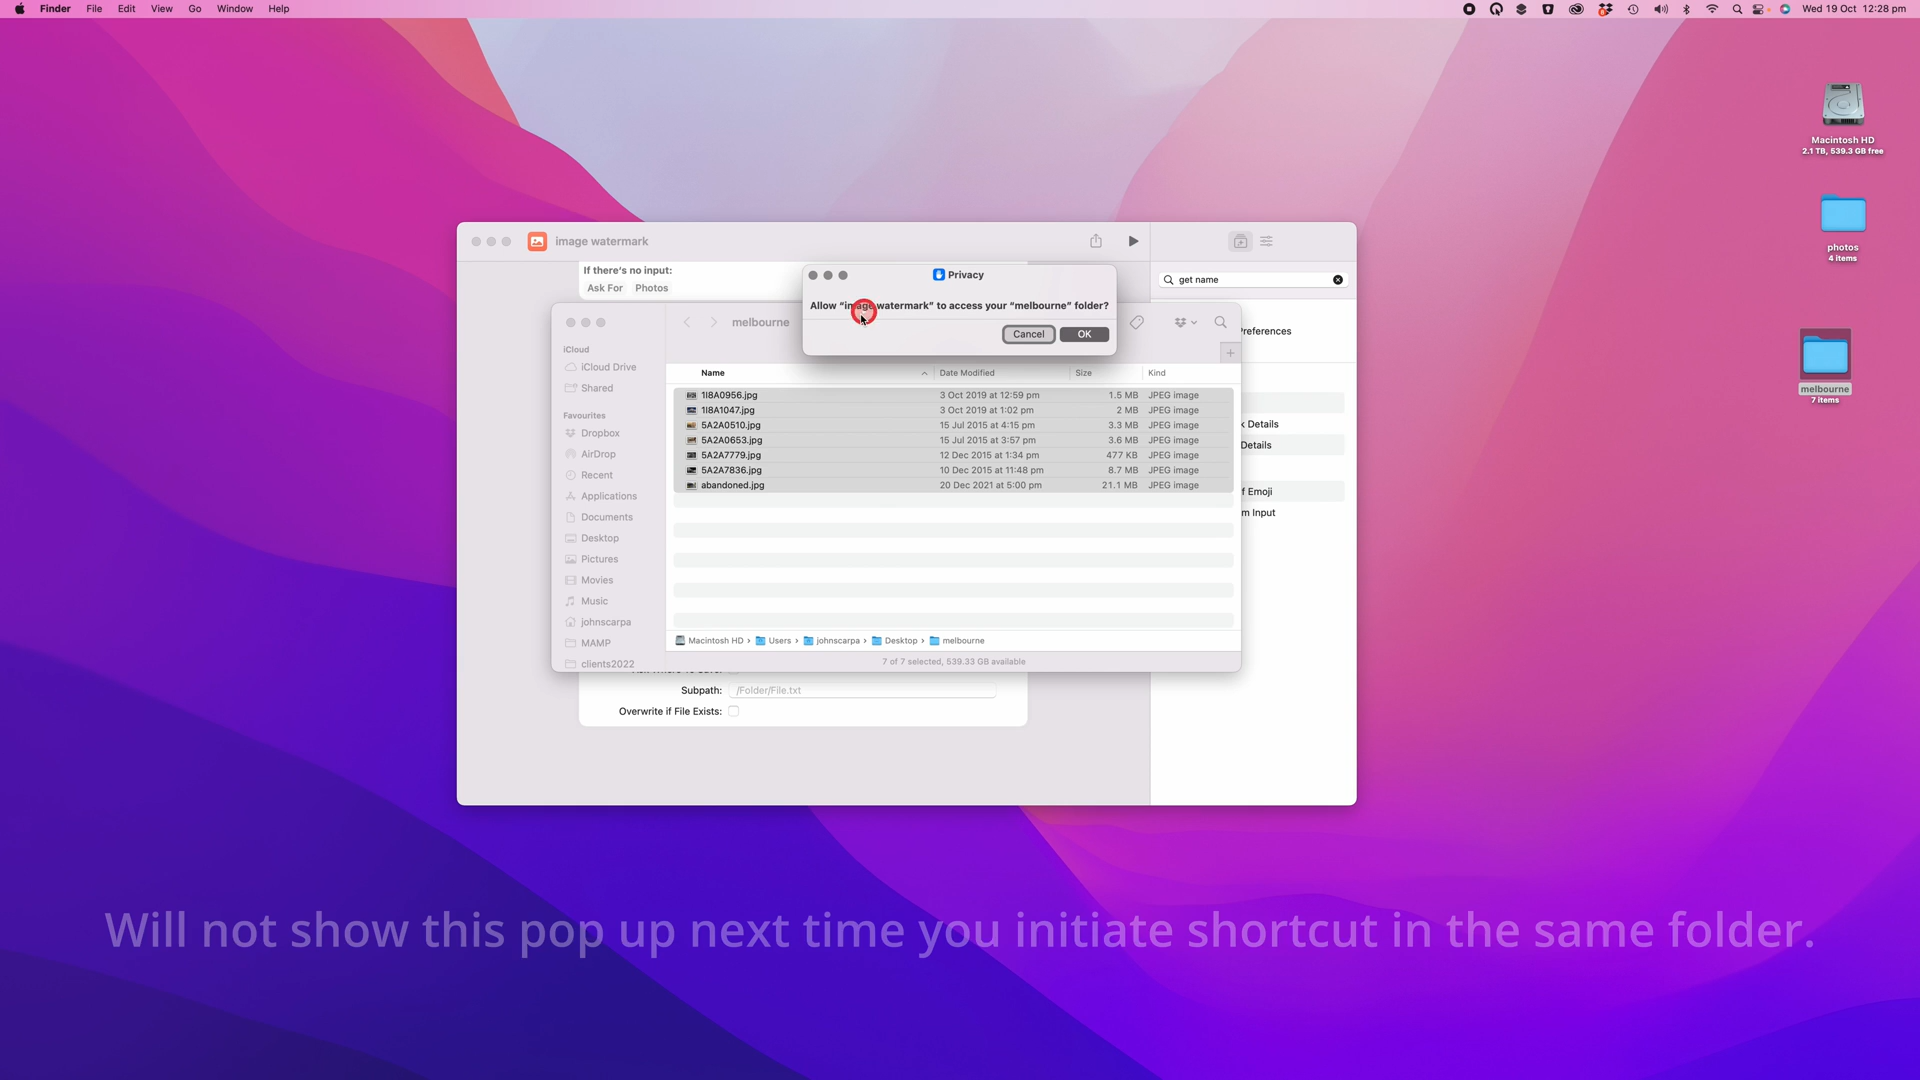 Finder File Edit View Go Window Help
Wed 19 Oct 12:28 pm
Macintosh HD
2.1 TB, 539.3 GB free
photos
4 items
melbourne
7 items
image watermark
If there's no input:
Ask For Photos
get name
Privacy
Allow “image watermark” to access your “melbourne” folder?
Cancel OK
melbourne
references
k Details
Details
f Emoji
m Input
iCloud
iCloud Drive
Shared
Favourites
Dropbox
AirDrop
Recent
Applications
Documents
Desktop
Pictures
Movies
Music
johnscarpa
MAMP
clients2022
Name Date Modified Size Kind
1I8A0956.jpg 3 Oct 2019 at 12:59 pm 1.5 MB JPEG image
1I8A1047.jpg 3 Oct 2019 at 1:02 pm 2 MB JPEG image
5A2A0510.jpg 15 Jul 2015 at 4:15 pm 3.3 MB JPEG image
5A2A0653.jpg 15 Jul 2015 at 3:57 pm 3.6 MB JPEG image
5A2A7779.jpg 12 Dec 2015 at 1:34 pm 477 KB JPEG image
5A2A7836.jpg 10 Dec 2015 at 11:48 pm 8.7 MB JPEG image
abandoned.jpg 20 Dec 2021 at 5:00 pm 21.1 MB JPEG image
Macintosh HD › Users › johnscarpa › Desktop › melbourne
7 of 7 selected, 539.33 GB available
Subpath: /Folder/File.txt
Overwrite if File Exists:
Will not show this pop up next time you initiate shortcut in the same folder.